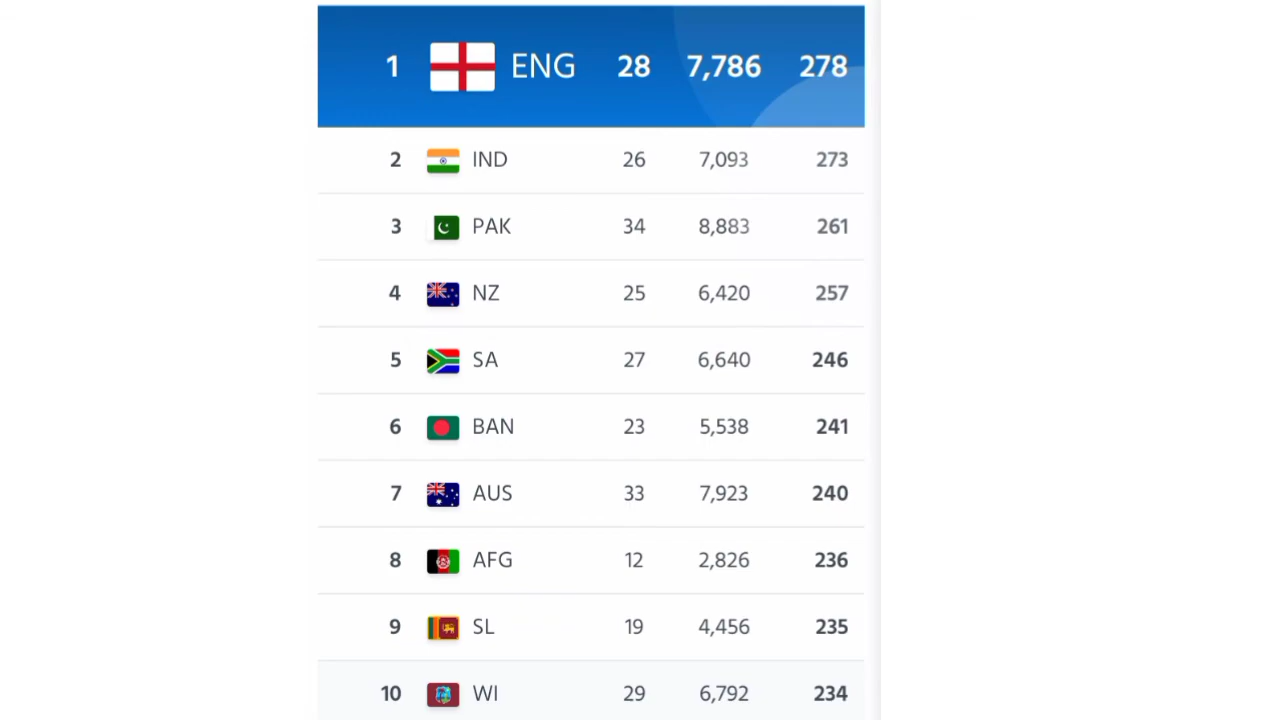 1 ENG 28 7,786 278
2 IND 26 7,093 273
3 PAK 34 8,883 261
4 NZ 25 6,420 257
5 SA 27 6,640 246
6 BAN 23 5,538 241
7 AUS 33 7,923 240
8 AFG 12 2,826 236
9 SL 19 4,456 235
10 WI 29 6,792 234